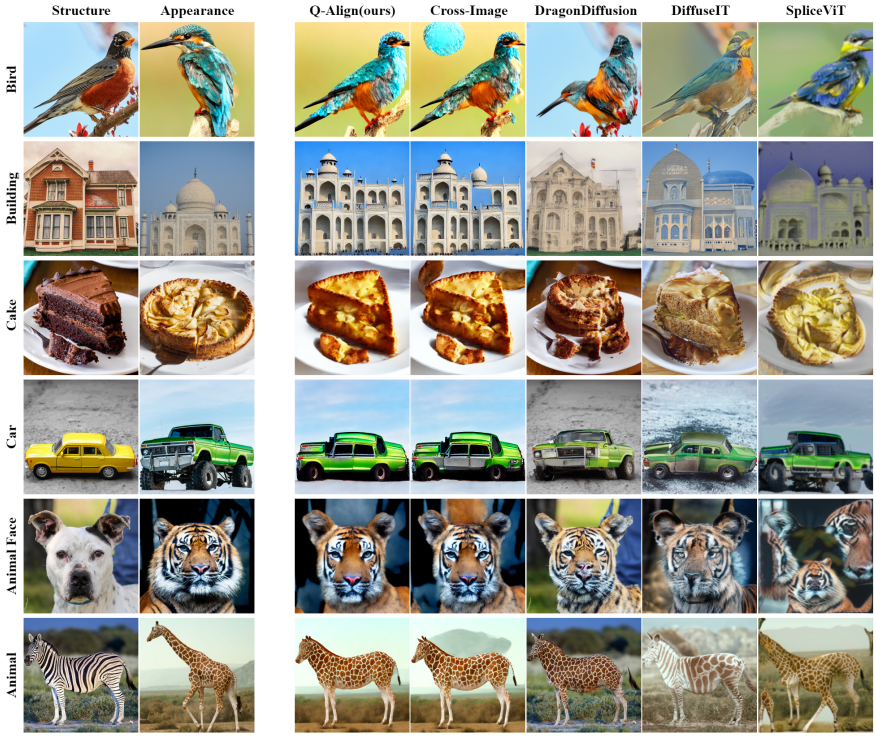 Structure Appearance Q-Align(ours) Cross-Image DragonDiffusion DiffuseIT SpliceViT
Bird
Building
Cake
Car
Animal Face
Animal